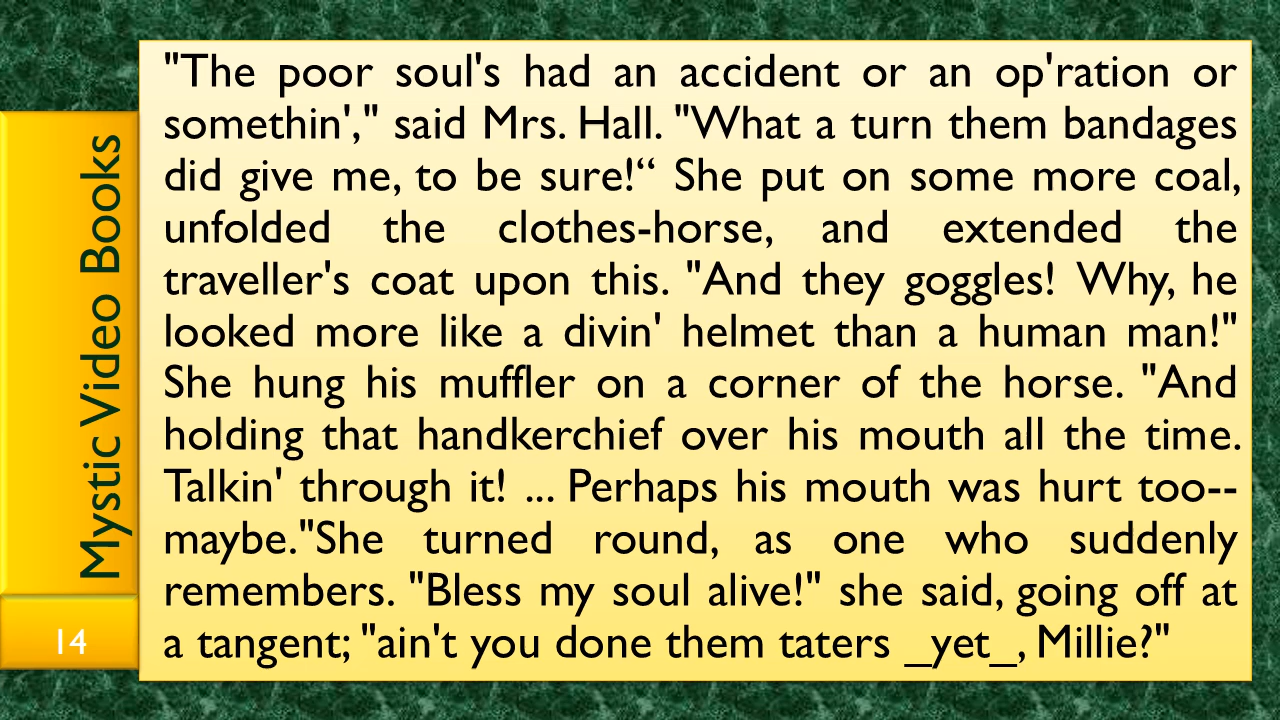 "The poor soul's had an accident or an op'ration or
somethin'," said Mrs. Hall. "What a turn them bandages
did give me, to be sure!“ She put on some more coal,
unfolded the clothes-horse, and extended the
traveller's coat upon this. "And they goggles! Why, he
looked more like a divin' helmet than a human man!"
She hung his muffler on a corner of the horse. "And
holding that handkerchief over his mouth all the time.
Talkin' through it! ... Perhaps his mouth was hurt too--
maybe."She turned round, as one who suddenly
remembers. "Bless my soul alive!" she said, going off at
a tangent; "ain't you done them taters _yet_, Millie?"
Mystic Video Books
14